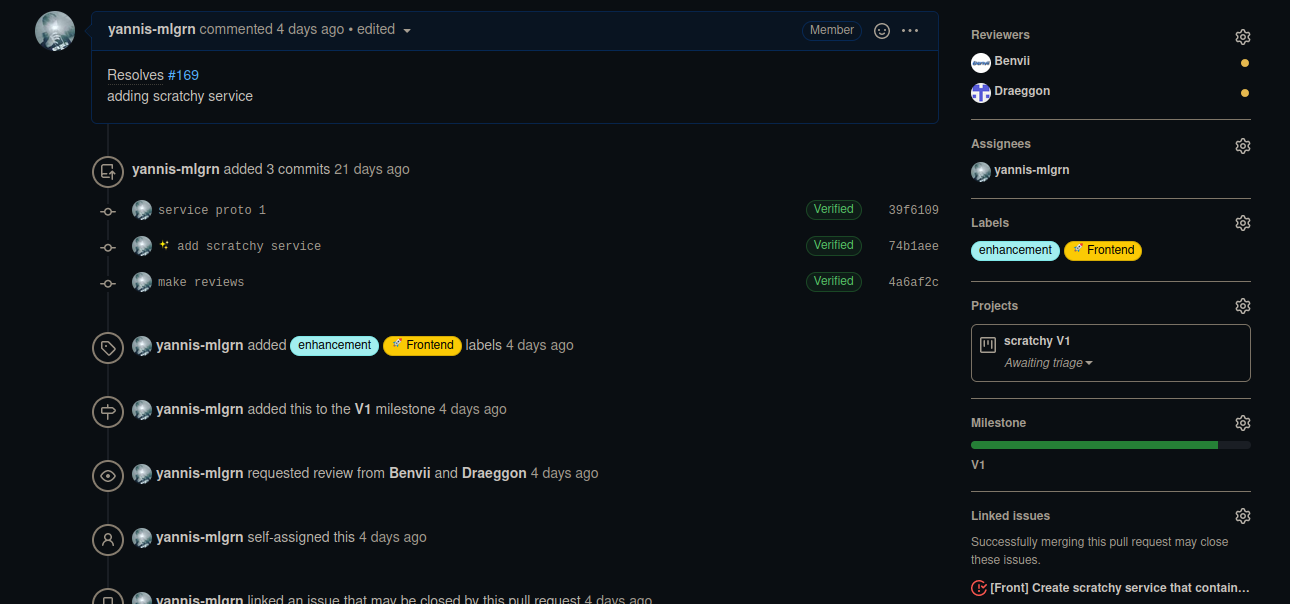 yannis-mlgrn commented 4 days ago • edited
Member
Resolves #169
adding scratchy service
yannis-mlgrn added 3 commits 21 days ago
service proto 1 Verified 39f6109
✨ add scratchy service Verified 74b1aee
make reviews Verified 4a6af2c
yannis-mlgrn added enhancement 🚀 Frontend labels 4 days ago
yannis-mlgrn added this to the V1 milestone 4 days ago
yannis-mlgrn requested review from Benvii and Draeggon 4 days ago
yannis-mlgrn self-assigned this 4 days ago
yannis-mlgrn linked an issue that may be closed by this pull request 4 days ago
Reviewers
Benvii
Draeggon
Assignees
yannis-mlgrn
Labels
enhancement 🚀 Frontend
Projects
scratchy V1
Awaiting triage
Milestone
V1
Linked issues
Successfully merging this pull request may close
these issues.
[Front] Create scratchy service that contain...